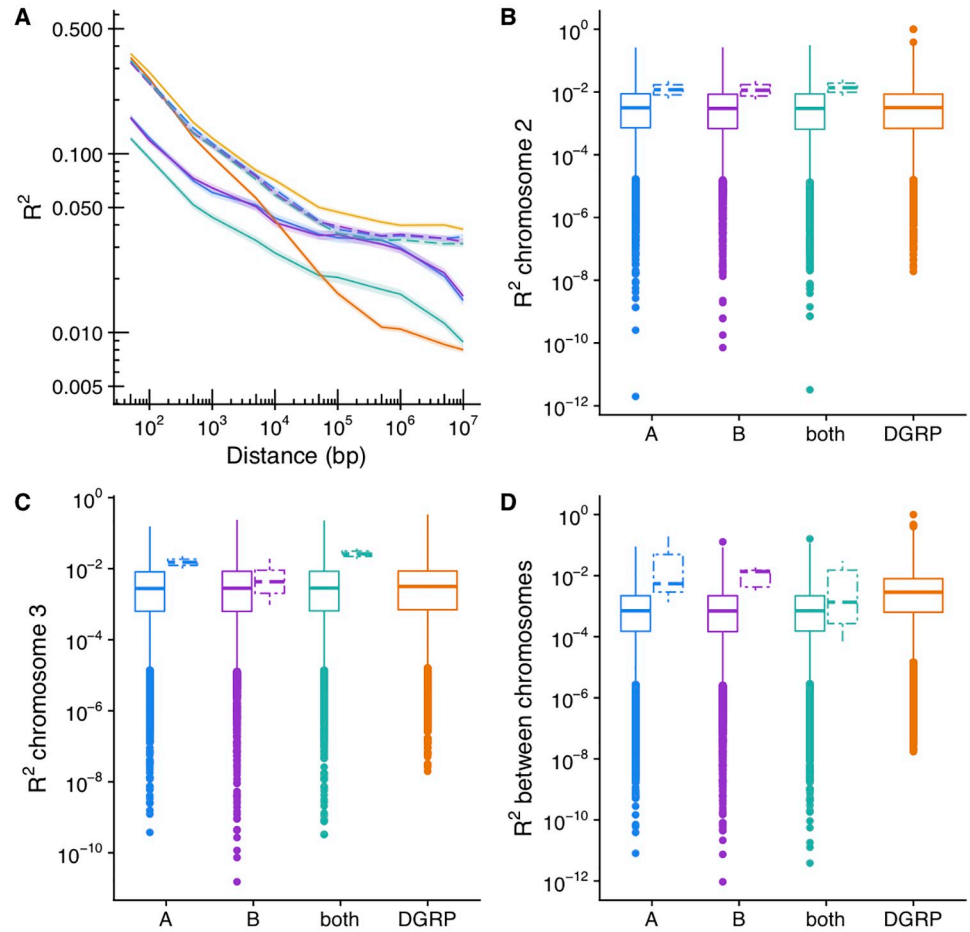 A
0.500
0.100
0.050
0.010
0.005
R²
10² 10³ 10⁴ 10⁵ 10⁶ 10⁷
Distance (bp)
B
10⁰
10⁻²
10⁻⁴
10⁻⁶
10⁻⁸
10⁻¹⁰
10⁻¹²
R² chromosome 2
A B both DGRP
C
10⁰
10⁻²
10⁻⁴
10⁻⁶
10⁻⁸
10⁻¹⁰
R² chromosome 3
A B both DGRP
D
10⁰
10⁻²
10⁻⁴
10⁻⁶
10⁻⁸
10⁻¹⁰
10⁻¹²
R² between chromosomes
A B both DGRP